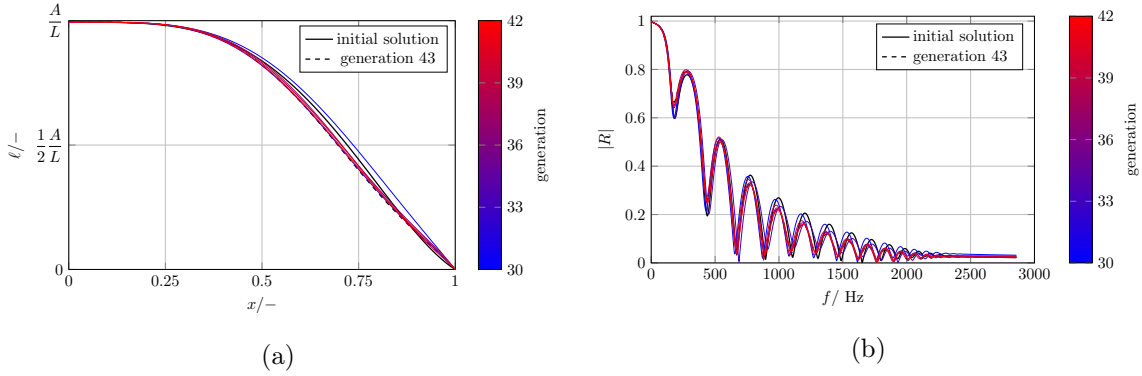 A/L
1/2 A/L
0
ℓ/−
0 0.25 0.5 0.75 1
x/−
initial solution
generation 43
42
39
36
33
30
generation
(a)
1
0.8
0.6
0.4
0.2
0
|R|
0 500 1000 1500 2000 2500 3000
f/ Hz
initial solution
generation 43
42
39
36
33
30
generation
(b)